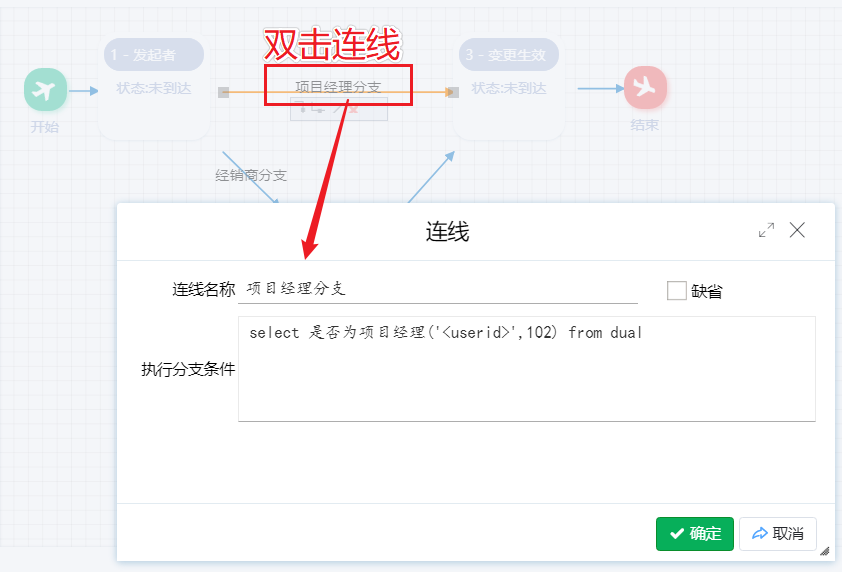 双击连线
1 - 发起者
3 - 变更生效
状态:未到达
项目经理分支
状态:未到达
开始
结束
经销商分支
连线
连线名称
项目经理分支
缺省
执行分支条件
select 是否为项目经理('<userid>',102) from dual
确定
取消